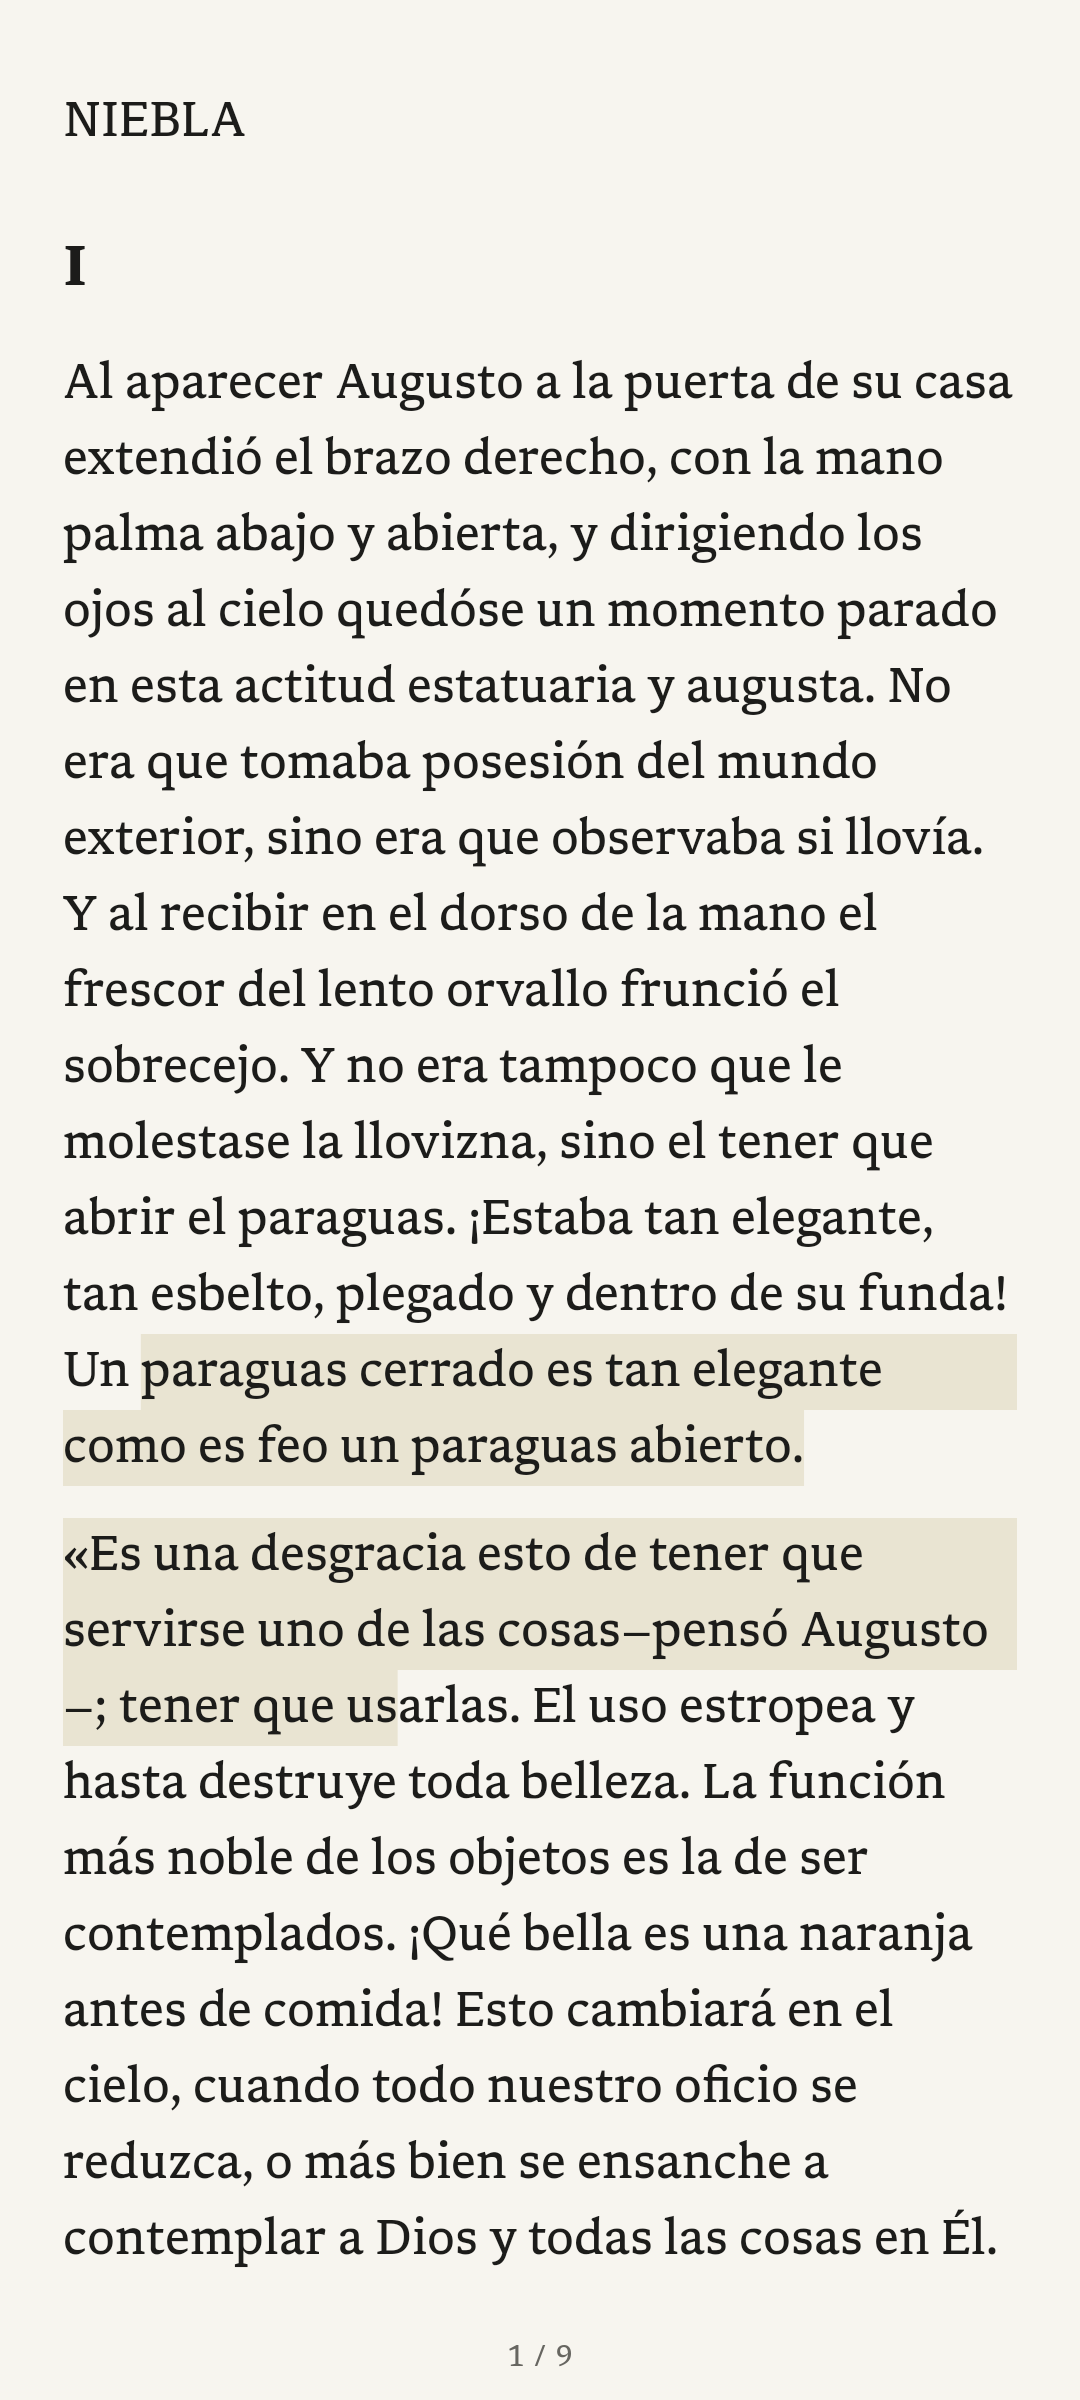 NIEBLA
I
Al aparecer Augusto a la puerta de su casa
extendió el brazo derecho, con la mano
palma abajo y abierta, y dirigiendo los
ojos al cielo quedóse un momento parado
en esta actitud estatuaria y augusta. No
era que tomaba posesión del mundo
exterior, sino era que observaba si llovía.
Y al recibir en el dorso de la mano el
frescor del lento orvallo frunció el
sobrecejo. Y no era tampoco que le
molestase la llovizna, sino el tener que
abrir el paraguas. ¡Estaba tan elegante,
tan esbelto, plegado y dentro de su funda!
Un paraguas cerrado es tan elegante
como es feo un paraguas abierto.
«Es una desgracia esto de tener que
servirse uno de las cosas–pensó Augusto
–; tener que usarlas. El uso estropea y
hasta destruye toda belleza. La función
más noble de los objetos es la de ser
contemplados. ¡Qué bella es una naranja
antes de comida! Esto cambiará en el
cielo, cuando todo nuestro oficio se
reduzca, o más bien se ensanche a
contemplar a Dios y todas las cosas en Él.
1 / 9